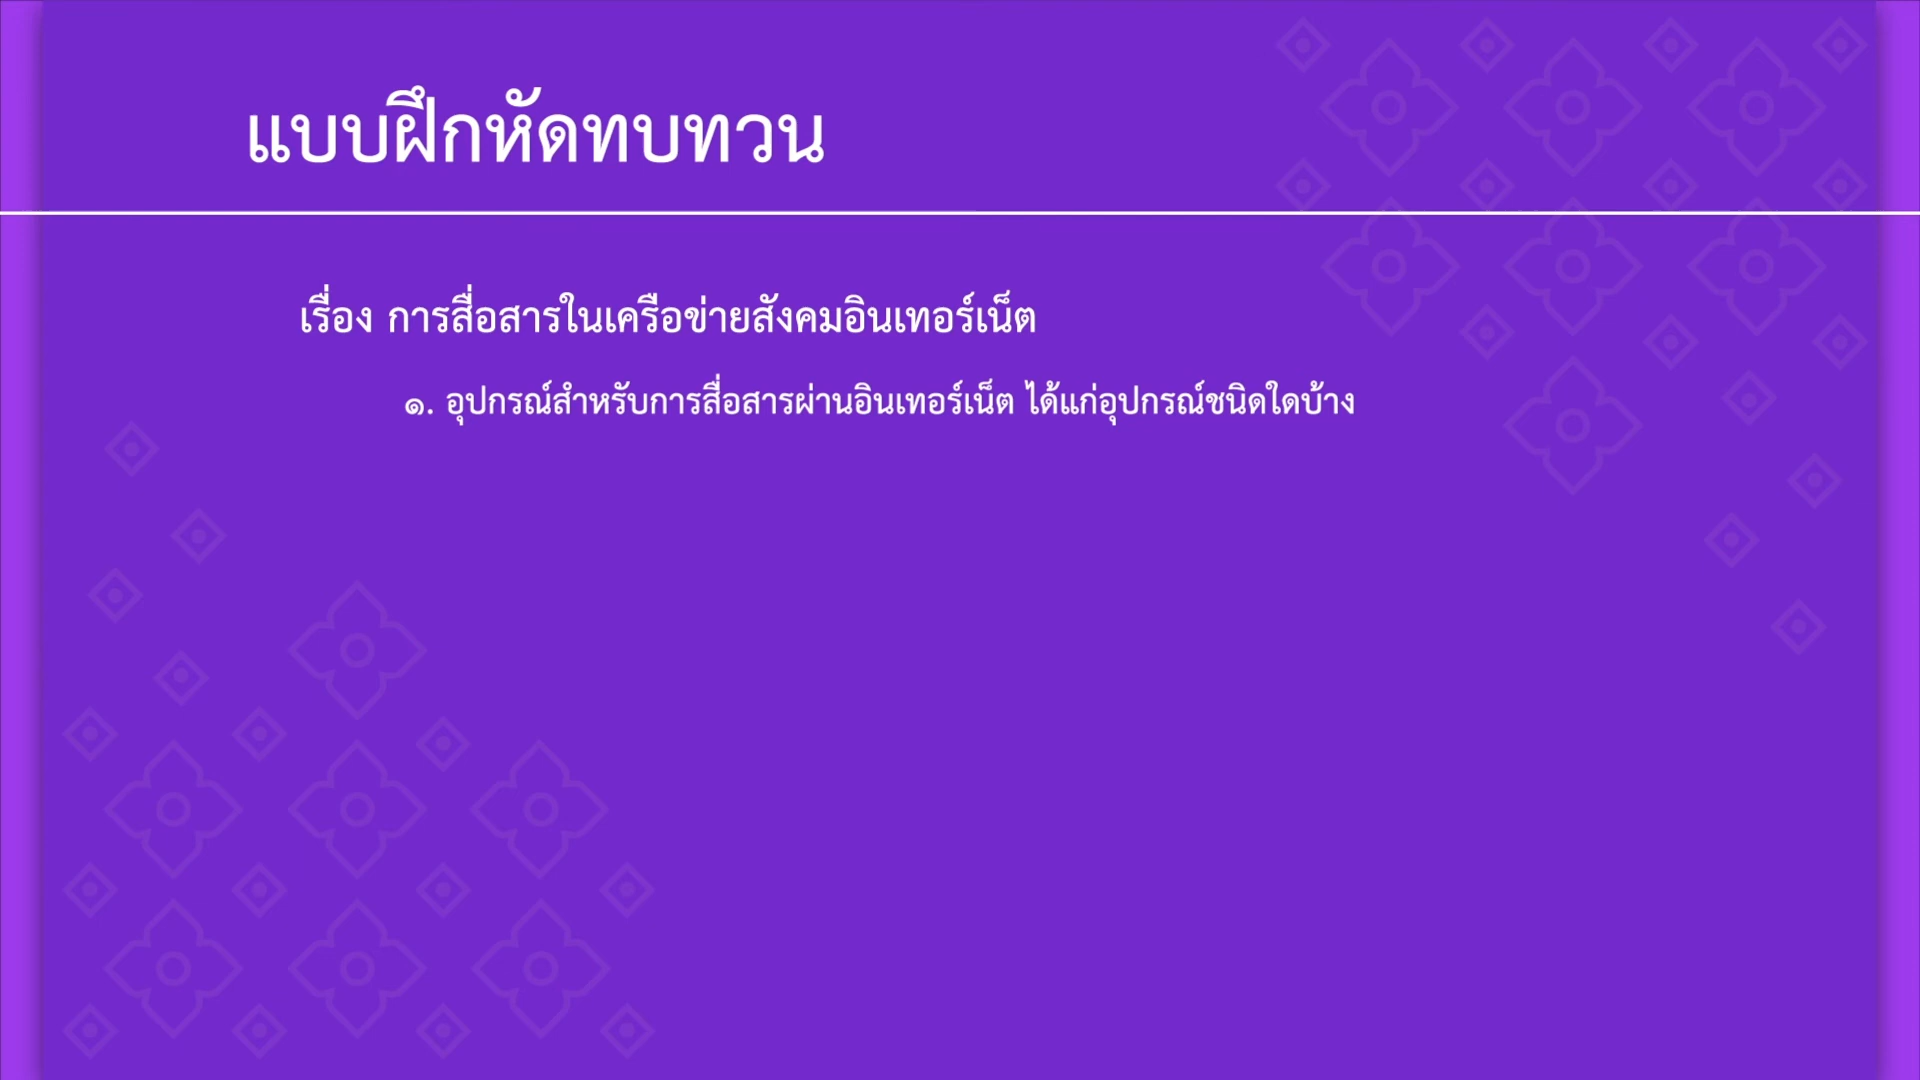 แบบฝึกหัดทบทวน
เรื่อง การสื่อสารในเครือข่ายสังคมอินเทอร์เน็ต
๑. อุปกรณ์สำหรับการสื่อสารผ่านอินเทอร์เน็ต ได้แก่อุปกรณ์ชนิดใดบ้าง